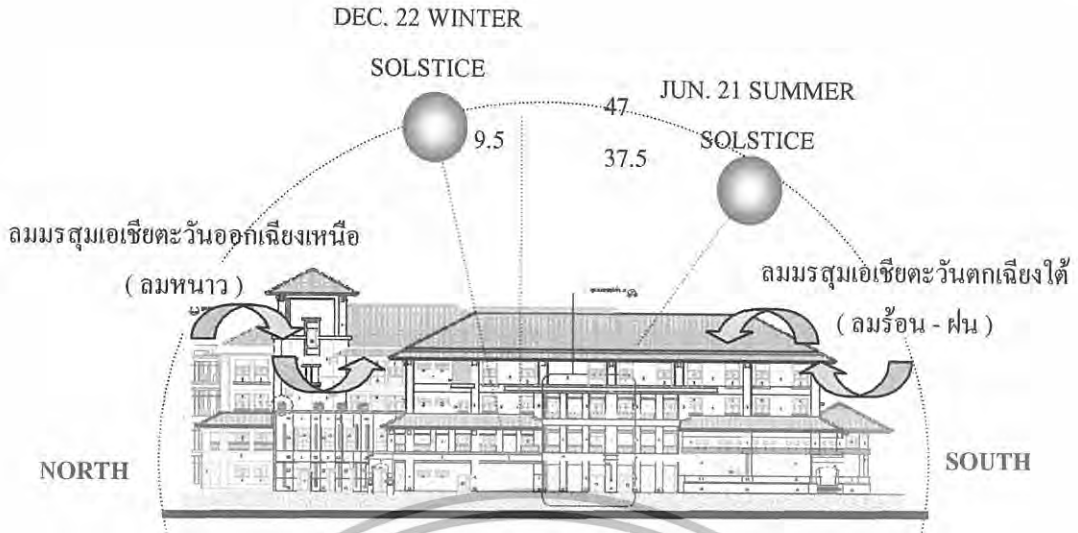 DEC. 22 WINTER
SOLSTICE
JUN. 21 SUMMER
SOLSTICE
47
9.5
37.5
ลมมรสุมเอเชียตะวันออกเฉียงเหนือ
( ลมหนาว )
ลมมรสุมเอเชียตะวันตกเฉียงใต้
( ลมร้อน - ฝน )
NORTH
SOUTH